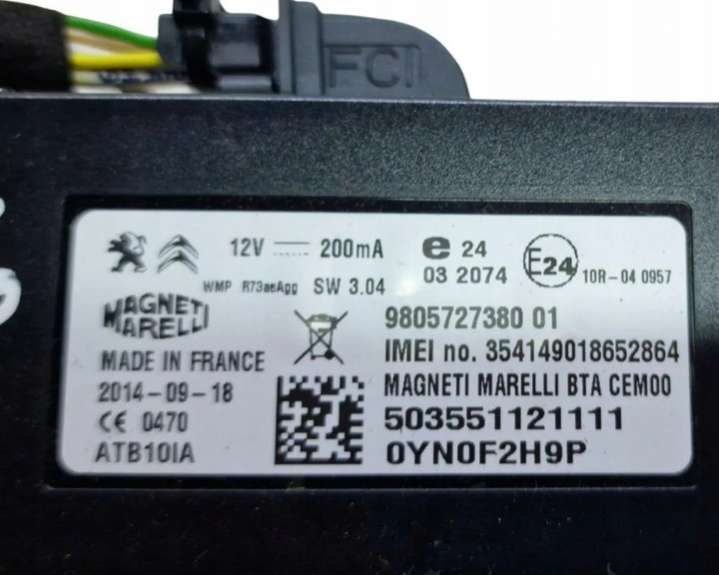 FCI
12V 200mA
e 24
03 2074
E24
10R-04 0957
WMP R73aeAgg SW 3.04
MAGNETI
MARELLI
9805727380 01
IMEI no. 354149018652864
MADE IN FRANCE
2014-09-18
MAGNETI MARELLI BTA CEM00
CE 0470
503551121111
ATB10IA
0YN0F2H9P